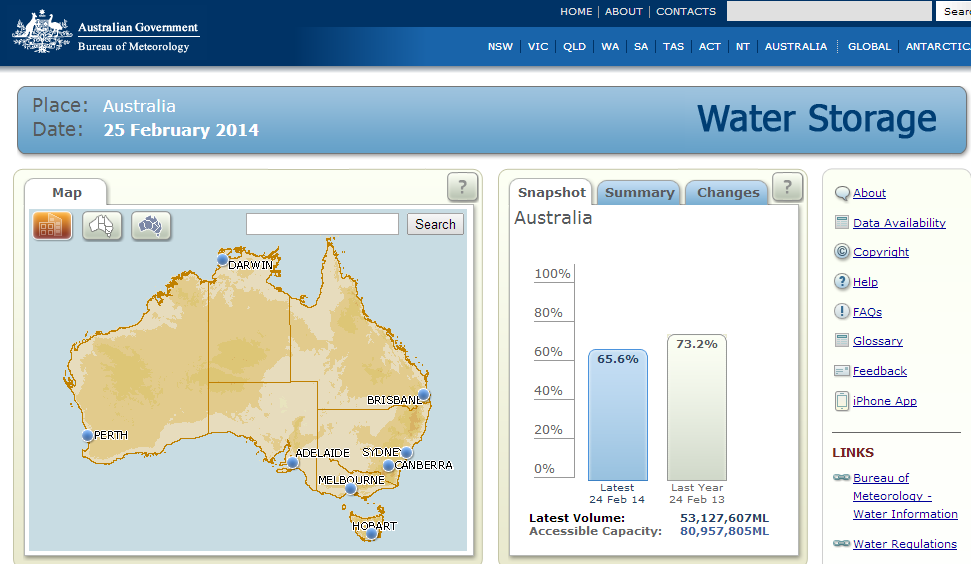 Australian Government
Bureau of Meteorology
HOME ABOUT CONTACTS
NSW VIC QLD WA SA TAS ACT NT AUSTRALIA GLOBAL ANTARCTIC
Place: Australia
Date: 25 February 2014
Water Storage
Map
?
Search
DARWIN
BRISBANE
PERTH
ADELAIDE
SYDNE
CANBERRA
MELBOURNE
HOBART
Snapshot Summary Changes ?
Australia
100%
80%
60%
40%
20%
0%
65.6%
73.2%
Latest
24 Feb 14
Last Year
24 Feb 13
Latest Volume: 53,127,607ML
Accessible Capacity: 80,957,805ML
About
Data Availability
© Copyright
? Help
! FAQs
Glossary
Feedback
iPhone App
LINKS
Bureau of
Meteorology -
Water Information
Water Regulations